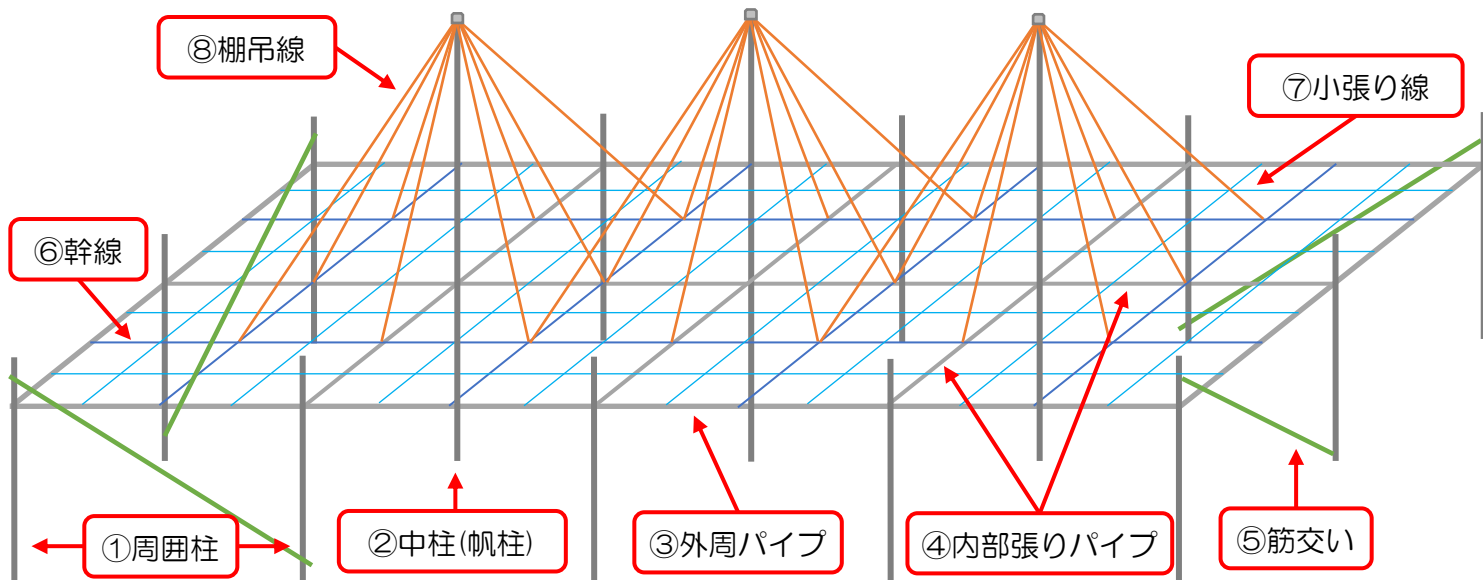 ⑧棚吊線
⑦小張り線
⑥幹線
①周囲柱
②中柱(帆柱)
③外周パイプ
④内部張りパイプ
⑤筋交い